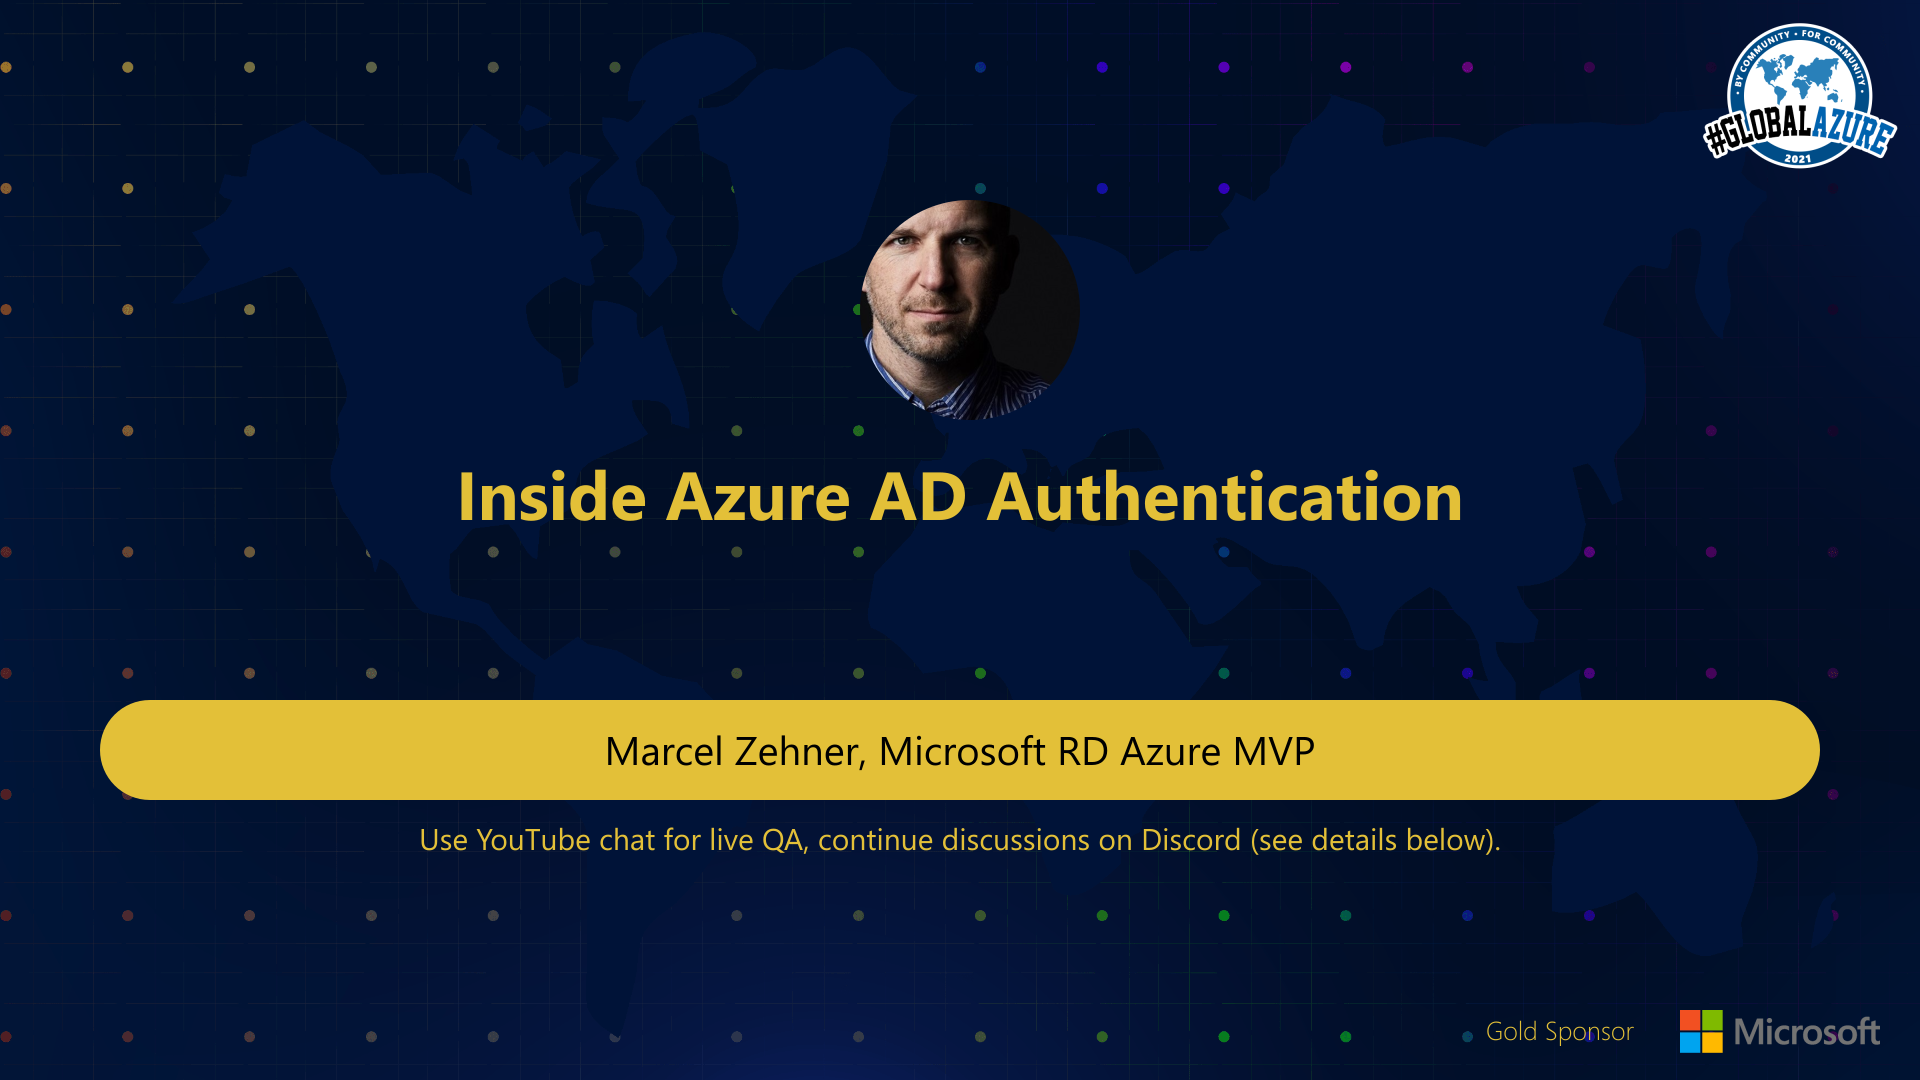 • BY COMMUNITY • FOR COMMUNITY •
#GLOBALAZURE
2021
Inside Azure AD Authentication
Marcel Zehner, Microsoft RD Azure MVP
Use YouTube chat for live QA, continue discussions on Discord (see details below).
Gold Sponsor
Microsoft